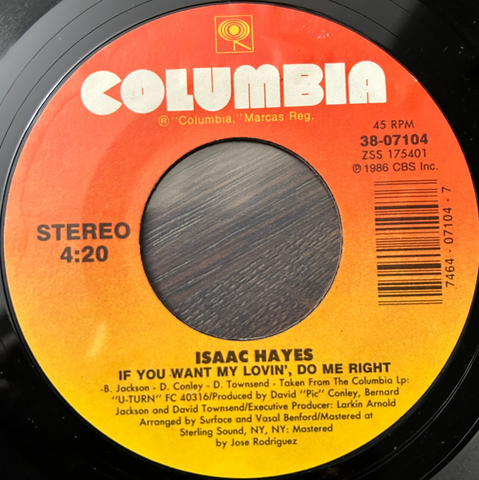 COLUMBIA
® "Columbia," Marcas Reg.
45 RPM
38-07104
ZSS 175401
℗ 1986 CBS Inc.
STEREO
4:20
7464-07104-7
ISAAC HAYES
IF YOU WANT MY LOVIN', DO ME RIGHT
-B. Jackson - D. Conley - D. Townsend - Taken From The Columbia Lp:
"U-TURN" FC 40316/Produced by David "Pic" Conley, Bernard
Jackson and David Townsend/Executive Producer: Larkin Arnold
Arranged by Surface and Vasal Benford/Mastered at
Sterling Sound, NY, NY: Mastered
by Jose Rodriguez